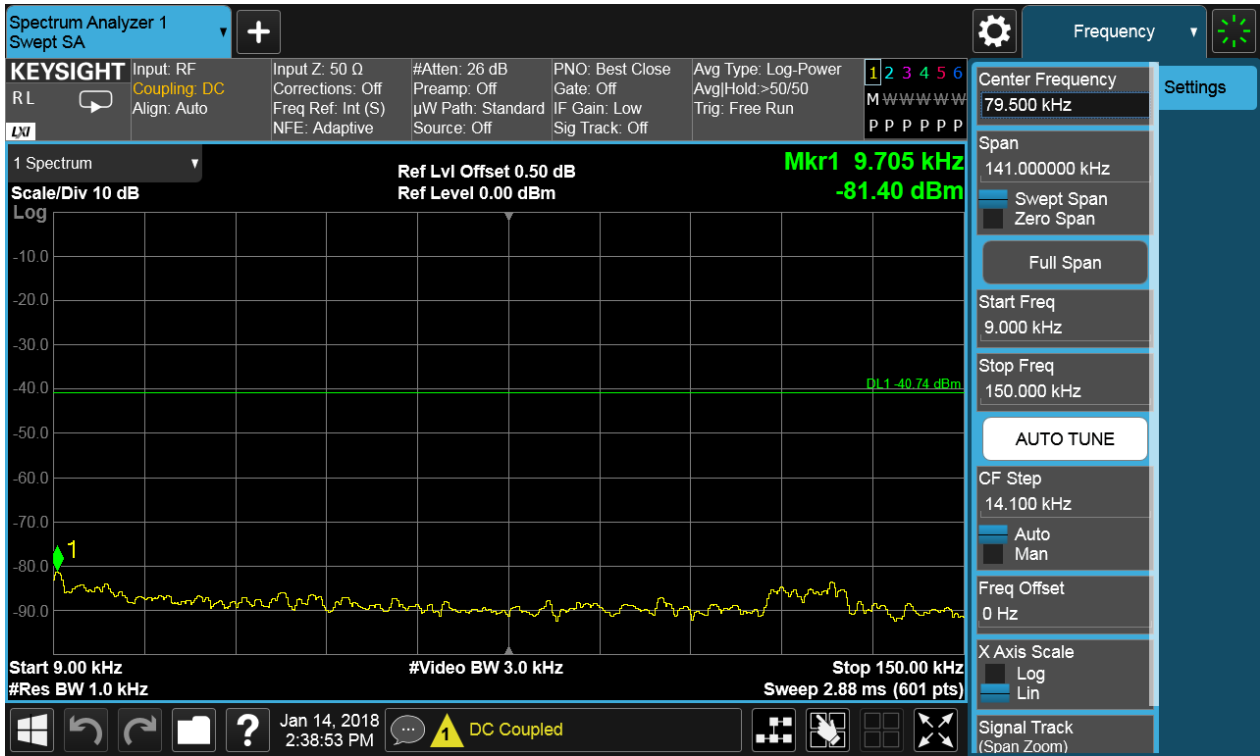 Spectrum Analyzer 1
Swept SA
+
Frequency
KEYSIGHT
RL
LXI
Input: RF
Coupling: DC
Align: Auto
Input Z: 50 Ω
Corrections: Off
Freq Ref: Int (S)
NFE: Adaptive
#Atten: 26 dB
Preamp: Off
µW Path: Standard
Source: Off
PNO: Best Close
Gate: Off
IF Gain: Low
Sig Track: Off
Avg Type: Log-Power
Avg|Hold:>50/50
Trig: Free Run
1 2 3 4 5 6
M W W W W W
P P P P P P
Center Frequency
79.500 kHz
Settings
Span
141.000000 kHz
Swept Span
Zero Span
Full Span
Start Freq
9.000 kHz
Stop Freq
150.000 kHz
AUTO TUNE
CF Step
14.100 kHz
Auto
Man
Freq Offset
0 Hz
X Axis Scale
Log
Lin
Signal Track
(Span Zoom)
1 Spectrum
Scale/Div 10 dB
Ref Lvl Offset 0.50 dB
Ref Level 0.00 dBm
Mkr1 9.705 kHz
-81.40 dBm
Log
-10.0
-20.0
-30.0
-40.0
DL1 -40.74 dBm
-50.0
-60.0
-70.0
1
-80.0
-90.0
Start 9.00 kHz
#Video BW 3.0 kHz
Stop 150.00 kHz
#Res BW 1.0 kHz
Sweep 2.88 ms (601 pts)
?
Jan 14, 2018
2:38:53 PM
1
DC Coupled